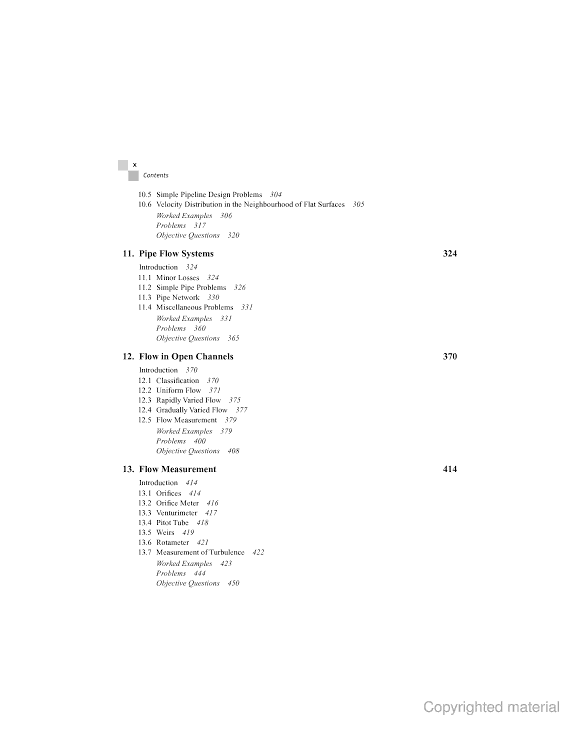 x
Contents
10.5 Simple Pipeline Design Problems 304
10.6 Velocity Distribution in the Neighbourhood of Flat Surfaces 305
Worked Examples 306
Problems 317
Objective Questions 320
11. Pipe Flow Systems 324
Introduction 324
11.1 Minor Losses 324
11.2 Simple Pipe Problems 326
11.3 Pipe Network 330
11.4 Miscellaneous Problems 331
Worked Examples 331
Problems 360
Objective Questions 365
12. Flow in Open Channels 370
Introduction 370
12.1 Classification 370
12.2 Uniform Flow 371
12.3 Rapidly Varied Flow 375
12.4 Gradually Varied Flow 377
12.5 Flow Measurement 379
Worked Examples 379
Problems 400
Objective Questions 408
13. Flow Measurement 414
Introduction 414
13.1 Orifices 414
13.2 Orifice Meter 416
13.3 Venturimeter 417
13.4 Pitot Tube 418
13.5 Weirs 419
13.6 Rotameter 421
13.7 Measurement of Turbulence 422
Worked Examples 423
Problems 444
Objective Questions 450
Copyrighted material